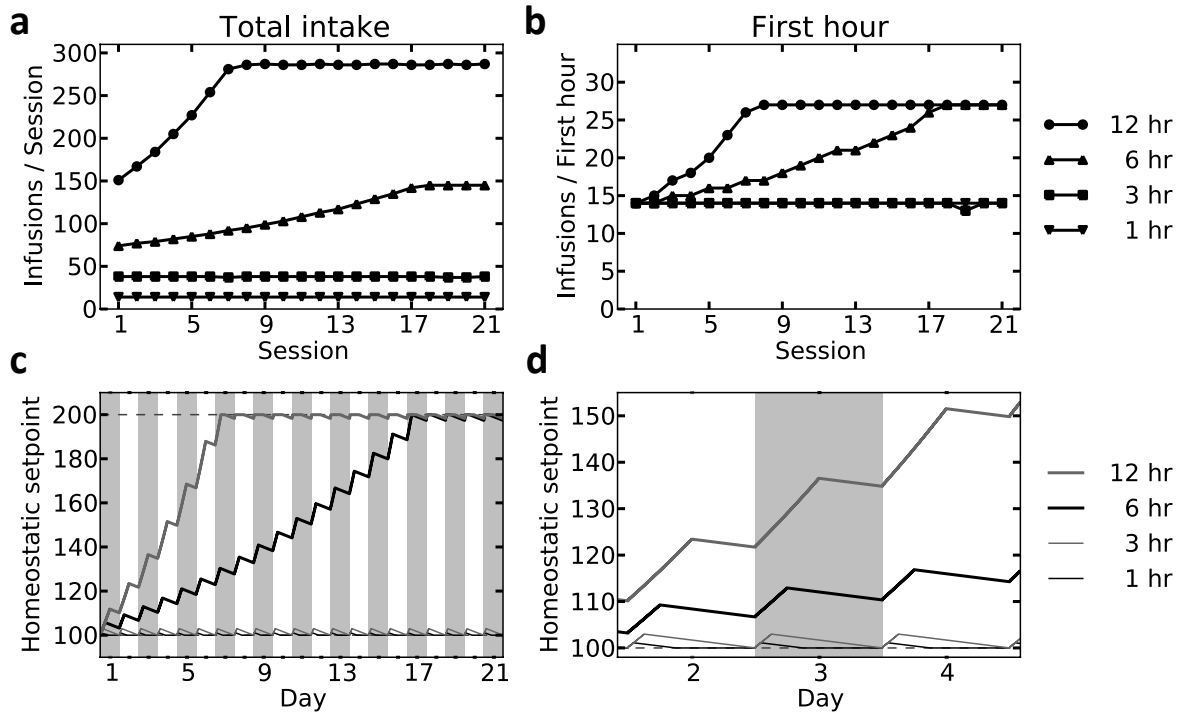 a
Total intake
Infusions / Session
300
250
200
150
100
50
0
1 5 9 13 17 21
Session
b
First hour
Infusions / First hour
30
25
20
15
10
5
0
1 5 9 13 17 21
Session
12 hr
6 hr
3 hr
1 hr
c
Homeostatic setpoint
200
180
160
140
120
100
1 5 9 13 17 21
Day
d
Homeostatic setpoint
150
140
130
120
110
100
2 3 4
Day
12 hr
6 hr
3 hr
1 hr